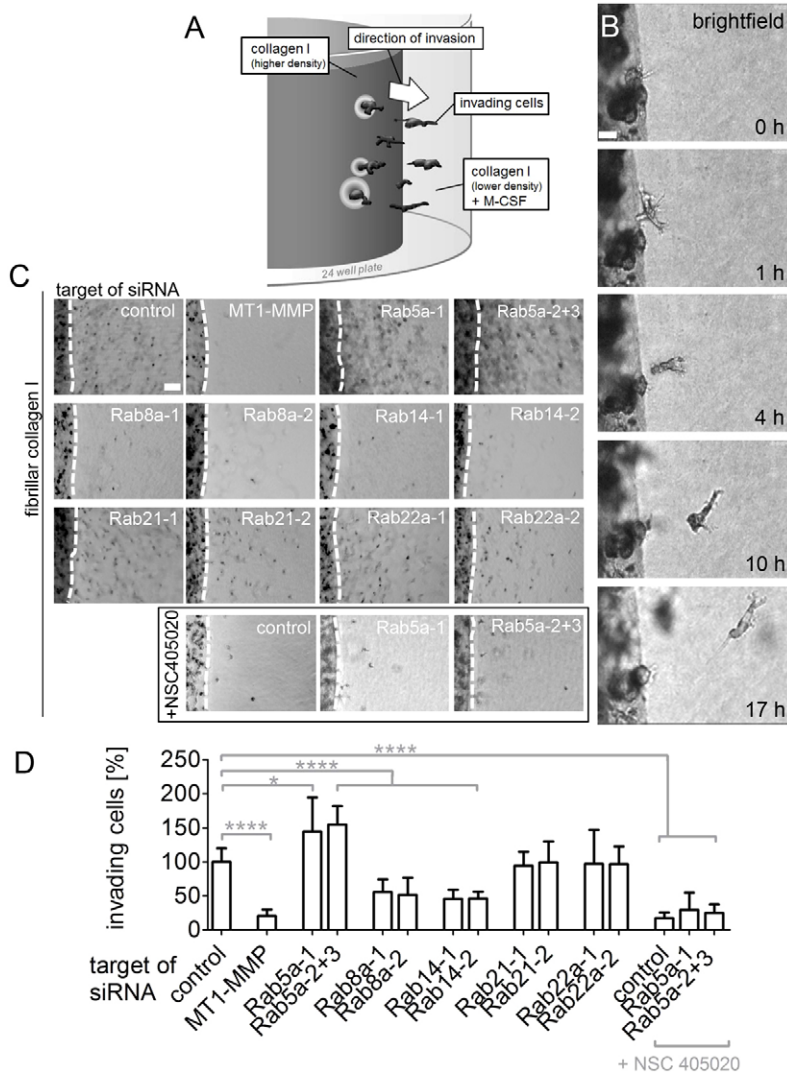 A
collagen I
(higher density)
direction of invasion
invading cells
collagen I
(lower density)
+ M-CSF
24 well plate
B
brightfield
0 h
1 h
4 h
10 h
17 h
C
target of siRNA
fibrillar collagen I
control
MT1-MMP
Rab5a-1
Rab5a-2+3
Rab8a-1
Rab8a-2
Rab14-1
Rab14-2
Rab21-1
Rab21-2
Rab22a-1
Rab22a-2
+NSC405020
control
Rab5a-1
Rab5a-2+3
D
invading cells [%]
250
200
150
100
50
0
****
*
****
****
target of
siRNA
control
MT1-MMP
Rab5a-1
Rab5a-2+3
Rab8a-1
Rab8a-2
Rab14-1
Rab14-2
Rab21-1
Rab21-2
Rab22a-1
Rab22a-2
control
Rab5a-1
Rab5a-2+3
+ NSC 405020